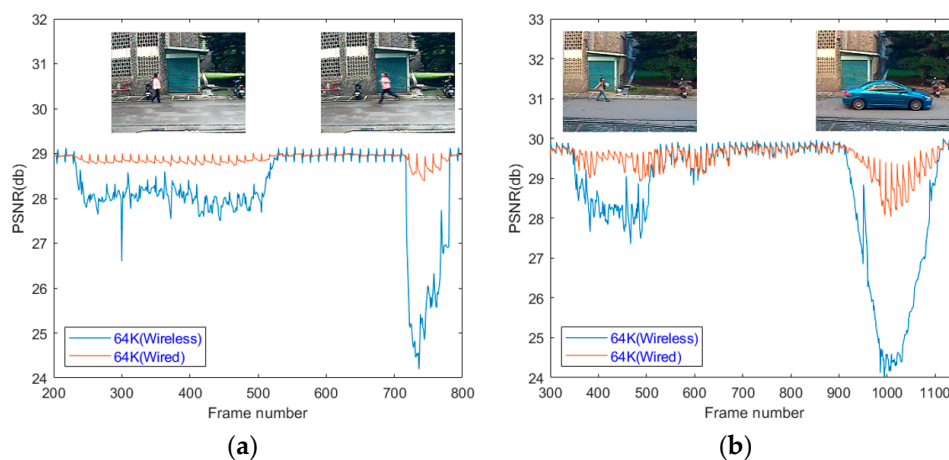 32
31
30
29
28
27
26
25
24
PSNR(db)
64K(Wireless)
64K(Wired)
200 300 400 500 600 700 800
Frame number
(a)
33
32
31
30
29
28
27
26
25
24
PSNR(db)
64K(Wireless)
64K(Wired)
300 400 500 600 700 800 900 1000 1100
Frame number
(b)